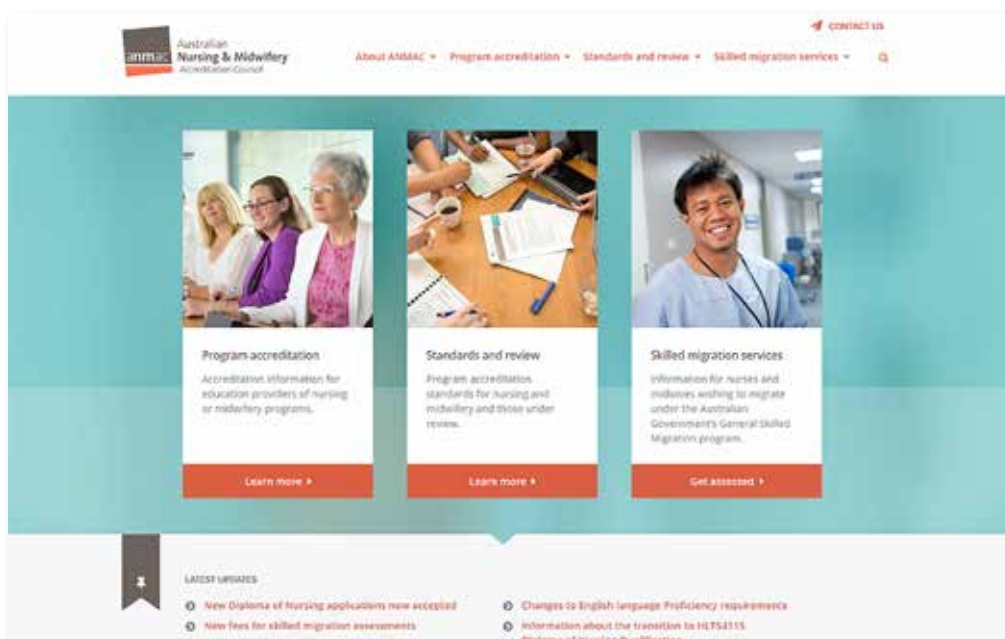 CONTACT US
anmac
Australian
Nursing & Midwifery
Accreditation Council
About ANMAC Program accreditation Standards and review Skilled migration services
Program accreditation
Accreditation information for
education providers of nursing
or midwifery programs.
Learn more
Standards and review
Program accreditation
standards for nursing and
midwifery and those under
review.
Learn more
Skilled migration services
Information for nurses and
midwives wishing to migrate
under the Australian
Government's General Skilled
Migration program.
Get assessed
LATEST UPDATES
New Diploma of Nursing applications now accepted
New fees for skilled migration assessments
Changes to English language Proficiency requirements
Information about the transition to HLT54115
Diploma of Nursing Qualification